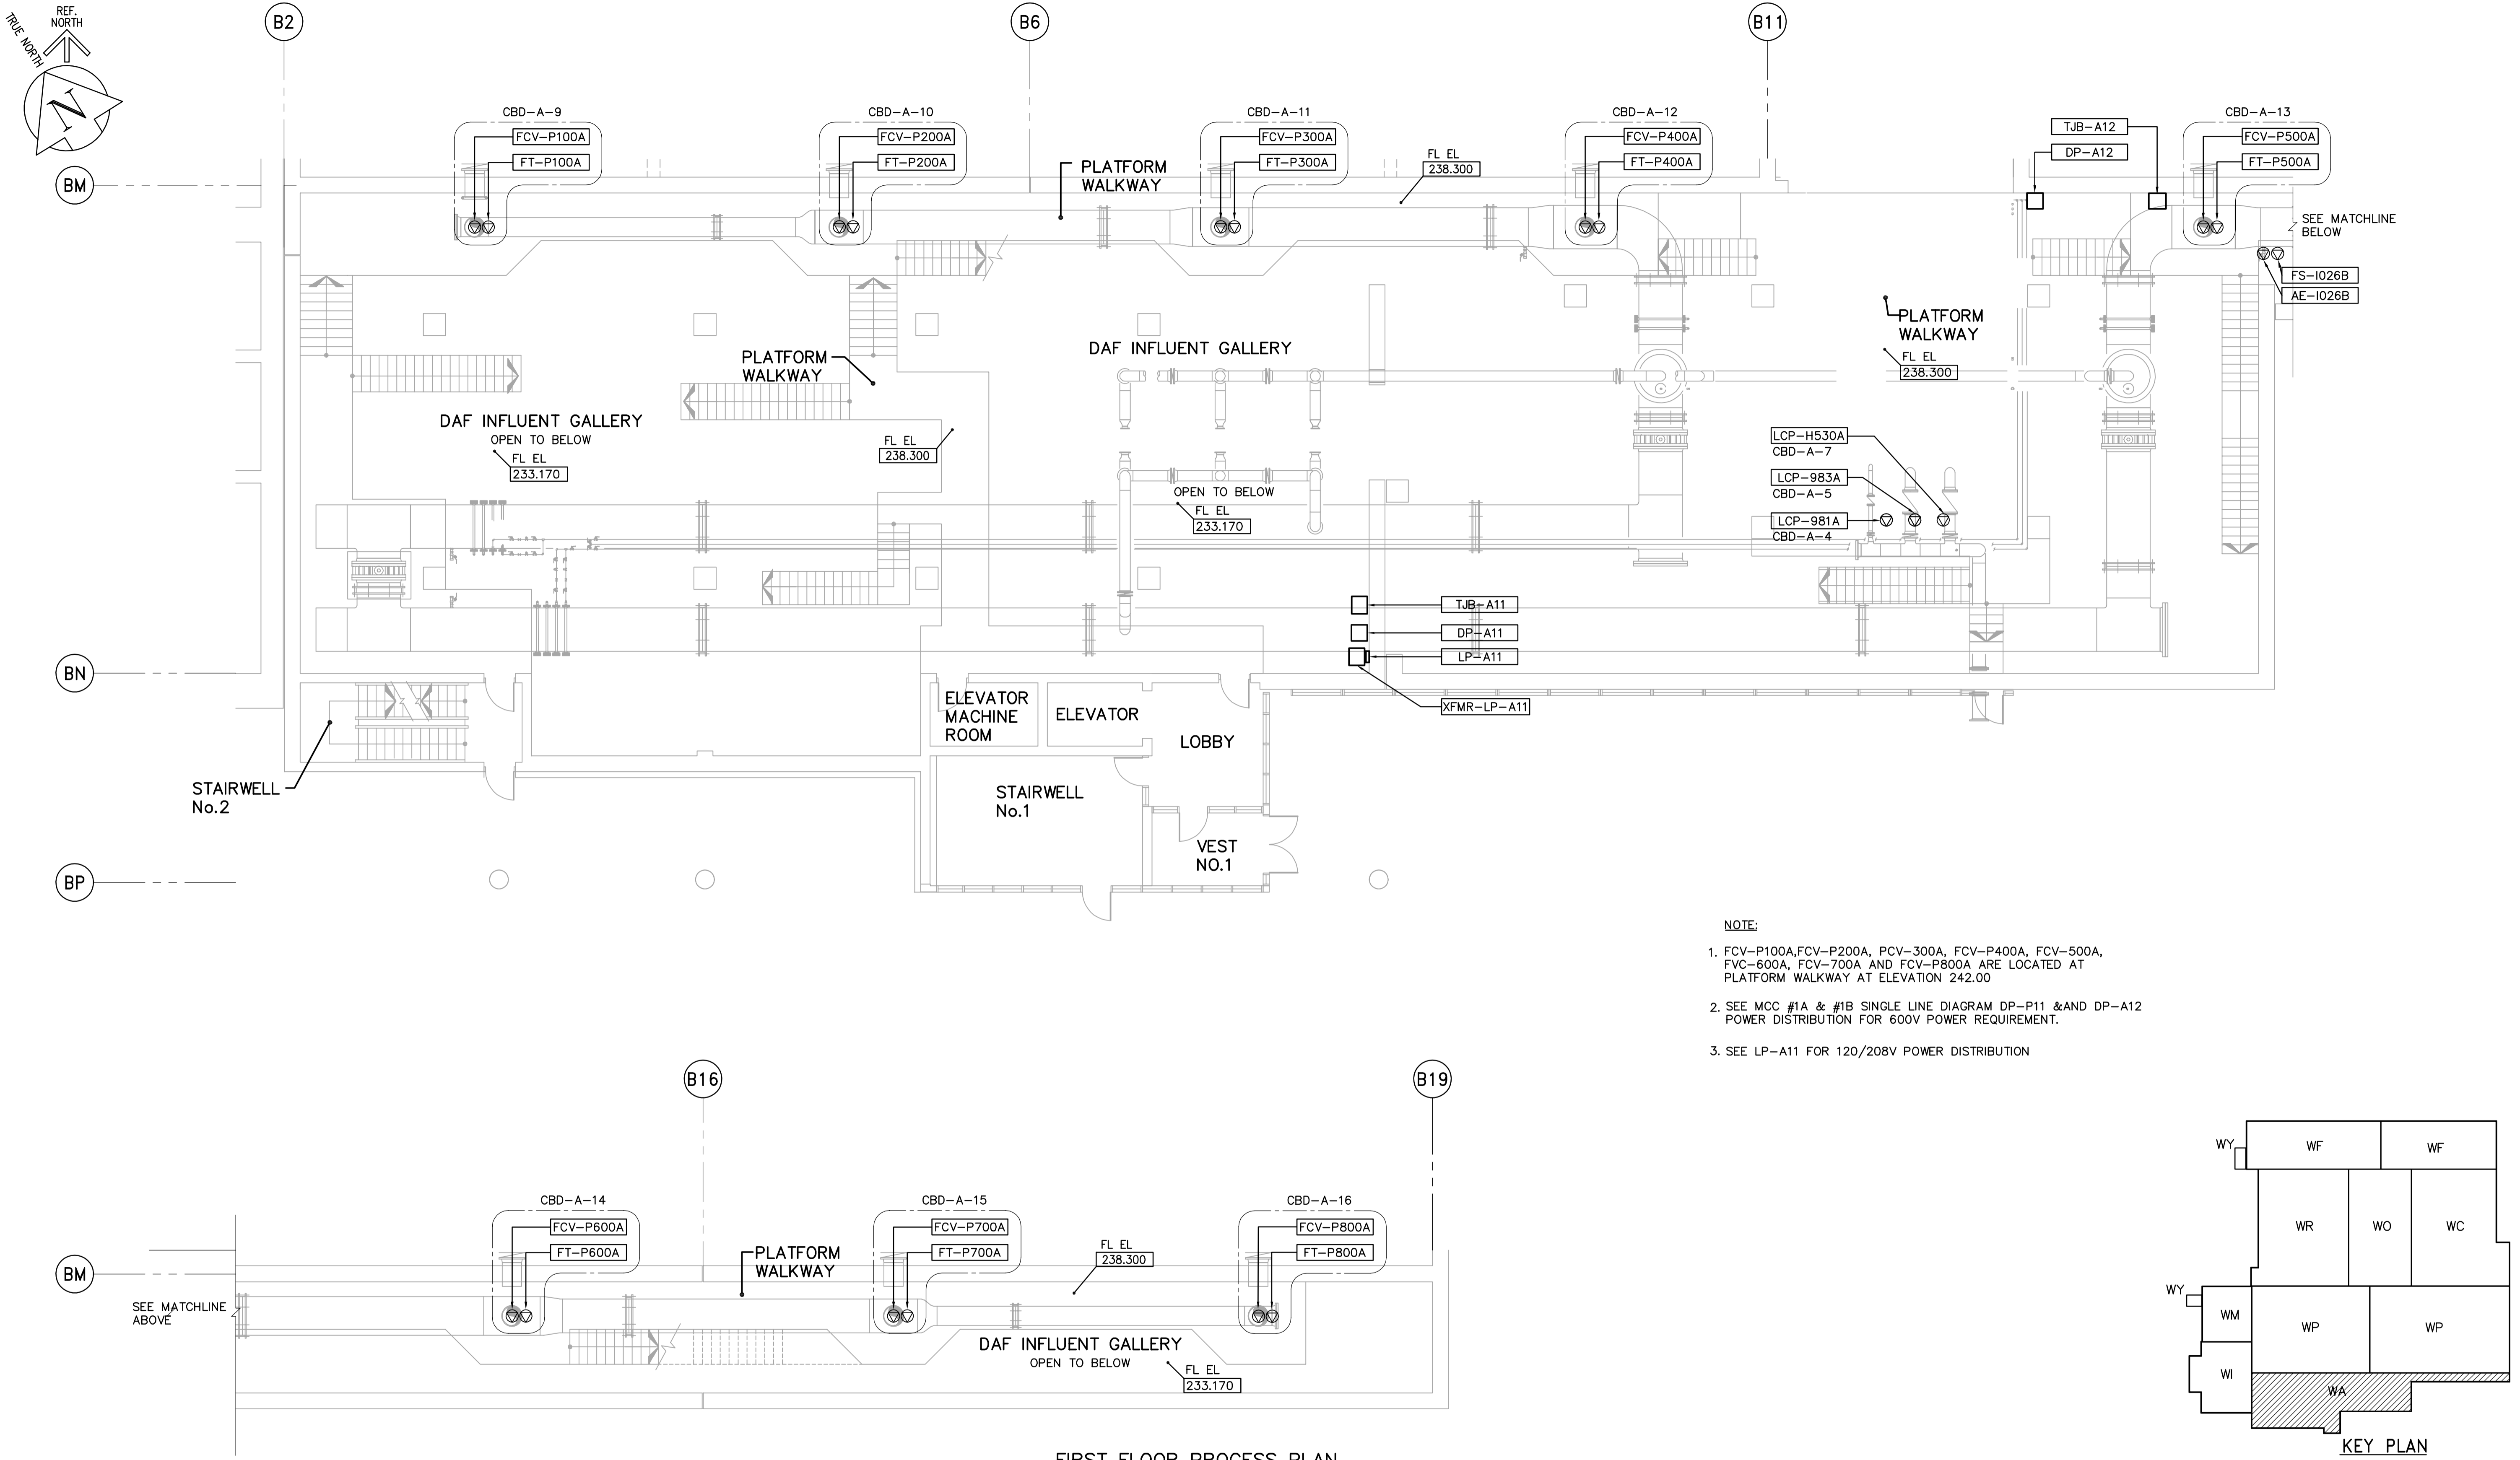 REF.
NORTH
TRUE NORTH
N
B2
B6
B11
CBD-A-9
FCV-P100A
FT-P100A
CBD-A-10
FCV-P200A
FT-P200A
CBD-A-11
FCV-P300A
FT-P300A
CBD-A-12
FCV-P400A
FT-P400A
CBD-A-13
FCV-P500A
FT-P500A
TJB-A12
DP-A12
BM
PLATFORM
WALKWAY
FL EL
238.300
SEE MATCHLINE
BELOW
FS-I026B
AE-I026B
PLATFORM
WALKWAY
DAF INFLUENT GALLERY
PLATFORM
WALKWAY
FL EL
238.300
DAF INFLUENT GALLERY
OPEN TO BELOW
FL EL
233.170
FL EL
238.300
OPEN TO BELOW
FL EL
233.170
LCP-H530A
CBD-A-7
LCP-983A
CBD-A-5
LCP-981A
CBD-A-4
TJB-A11
DP-A11
LP-A11
XFMR-LP-A11
BN
ELEVATOR
MACHINE
ROOM
ELEVATOR
LOBBY
STAIRWELL
No.2
STAIRWELL
No.1
VEST
NO.1
BP
NOTE:
1. FCV-P100A,FCV-P200A, PCV-300A, FCV-P400A, FCV-500A,
FVC-600A, FCV-700A AND FCV-P800A ARE LOCATED AT
PLATFORM WALKWAY AT ELEVATION 242.00
2. SEE MCC #1A & #1B SINGLE LINE DIAGRAM DP-P11 &AND DP-A12
POWER DISTRIBUTION FOR 600V POWER REQUIREMENT.
3. SEE LP-A11 FOR 120/208V POWER DISTRIBUTION
B16
B19
CBD-A-14
FCV-P600A
FT-P600A
CBD-A-15
FCV-P700A
FT-P700A
CBD-A-16
FCV-P800A
FT-P800A
BM
PLATFORM
WALKWAY
FL EL
238.300
SEE MATCHLINE
ABOVE
DAF INFLUENT GALLERY
OPEN TO BELOW
FL EL
233.170
FIRST FLOOR PROCESS PLAN
WY
WF
WF
WR
WO
WC
WY
WM
WP
WP
WI
WA
KEY PLAN